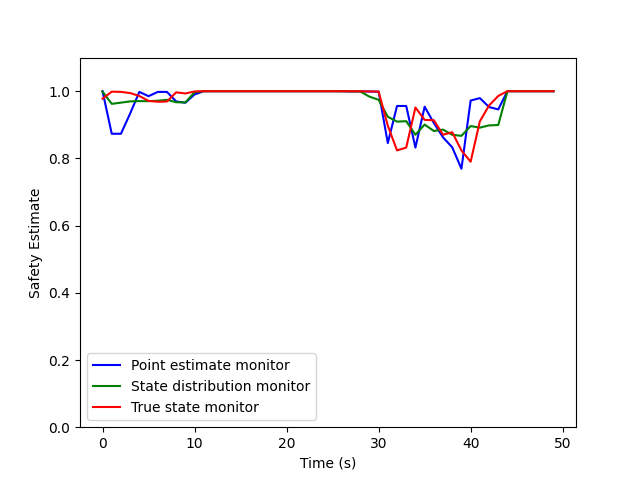 1.0
0.8
0.6
0.4
0.2
0.0
Safety Estimate
Point estimate monitor
State distribution monitor
True state monitor
0 10 20 30 40 50
Time (s)